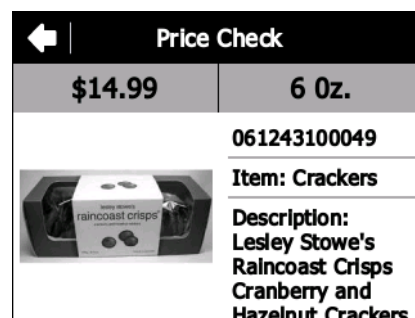 Price Check
$14.99
6 Oz.
061243100049
Item: Crackers
lesley stowe's
raincoast crisps
Description:
Lesley Stowe's
Raincoast Crisps
Cranberry and
Hazelnut Crackers